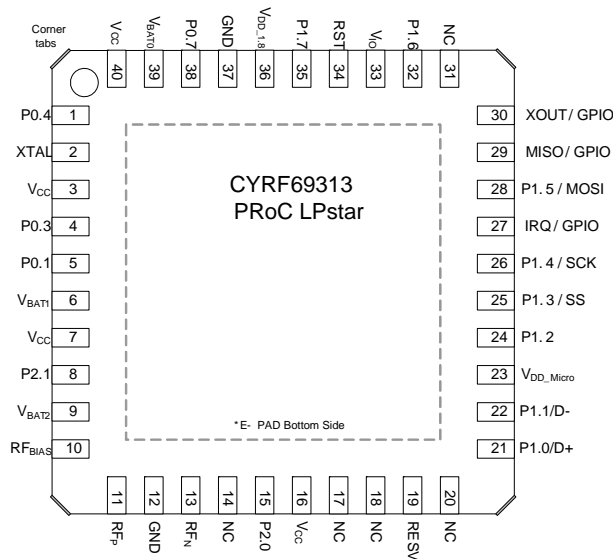 Corner
tabs
VCC
VBAT0
P0.7
GND
VDD_1.8
P1.7
RST
VIO
P1.6
NC
40
39
38
37
36
35
34
33
32
31
P0.4 1
XTAL 2
VCC 3
P0.3 4
P0.1 5
VBAT1 6
VCC 7
P2.1 8
VBAT2 9
RFBIAS 10
CYRF69313
PRoC LPstar
*E- PAD Bottom Side
30 XOUT/ GPIO
29 MISO/ GPIO
28 P1.5/ MOSI
27 IRQ/ GPIO
26 P1.4/ SCK
25 P1.3/ SS
24 P1.2
23 VDD_Micro
22 P1.1/D-
21 P1.0/D+
11
12
13
14
15
16
17
18
19
20
RFP
GND
RFN
NC
P2.0
VCC
NC
NC
RESV
NC